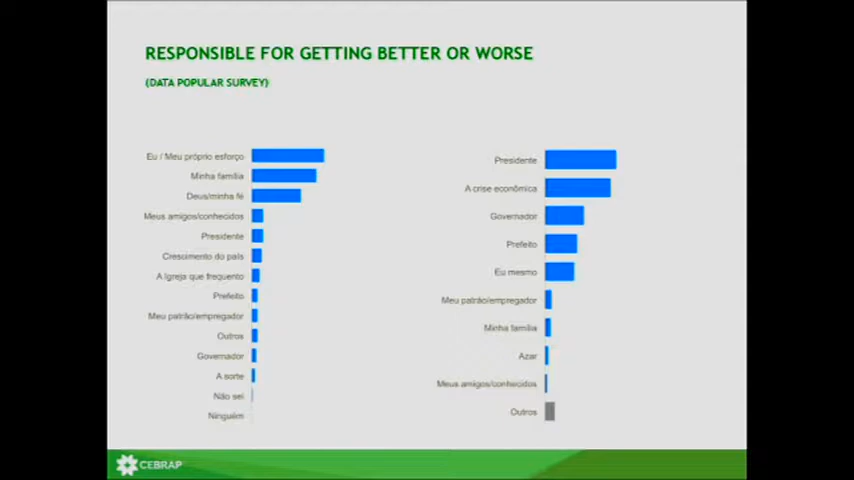 RESPONSIBLE FOR GETTING BETTER OR WORSE
(DATA POPULAR SURVEY)
Eu / Meu próprio esforço
Minha família
Deus/minha fé
Meus amigos/conhecidos
Presidente
Crescimento do país
A Igreja que frequento
Prefeito
Meu patrão/empregador
Outros
Governador
A sorte
Não sei
Ninguém
Presidente
A crise econômica
Governador
Prefeito
Eu mesmo
Meu patrão/empregador
Minha família
Azar
Meus amigos/conhecidos
Outros
CEBRAP